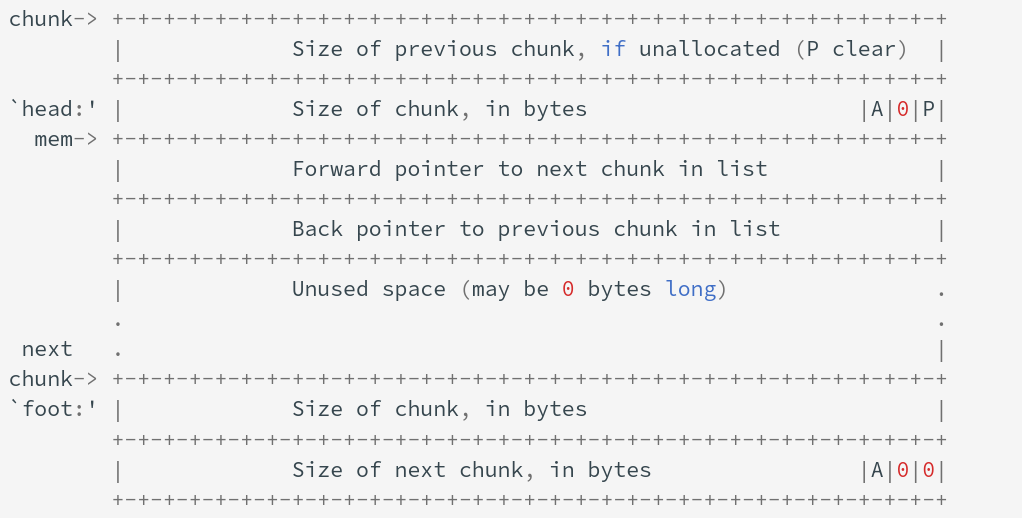 chunk-> +-+-+-+-+-+-+-+-+-+-+-+-+-+-+-+-+-+-+-+-+-+-+-+-+-+-+-+-+-+-+-+-+
        |             Size of previous chunk, if unallocated (P clear)  |
        +-+-+-+-+-+-+-+-+-+-+-+-+-+-+-+-+-+-+-+-+-+-+-+-+-+-+-+-+-+-+-+-+
`head:' |             Size of chunk, in bytes                     |A|0|P|
  mem-> +-+-+-+-+-+-+-+-+-+-+-+-+-+-+-+-+-+-+-+-+-+-+-+-+-+-+-+-+-+-+-+-+
        |             Forward pointer to next chunk in list             |
        +-+-+-+-+-+-+-+-+-+-+-+-+-+-+-+-+-+-+-+-+-+-+-+-+-+-+-+-+-+-+-+-+
        |             Back pointer to previous chunk in list            |
        +-+-+-+-+-+-+-+-+-+-+-+-+-+-+-+-+-+-+-+-+-+-+-+-+-+-+-+-+-+-+-+-+
        |             Unused space (may be 0 bytes long)                .
        .                                                               .
 next   .                                                               |
chunk-> +-+-+-+-+-+-+-+-+-+-+-+-+-+-+-+-+-+-+-+-+-+-+-+-+-+-+-+-+-+-+-+-+
`foot:' |             Size of chunk, in bytes                           |
        +-+-+-+-+-+-+-+-+-+-+-+-+-+-+-+-+-+-+-+-+-+-+-+-+-+-+-+-+-+-+-+-+
        |             Size of next chunk, in bytes                |A|0|0|
        +-+-+-+-+-+-+-+-+-+-+-+-+-+-+-+-+-+-+-+-+-+-+-+-+-+-+-+-+-+-+-+-+